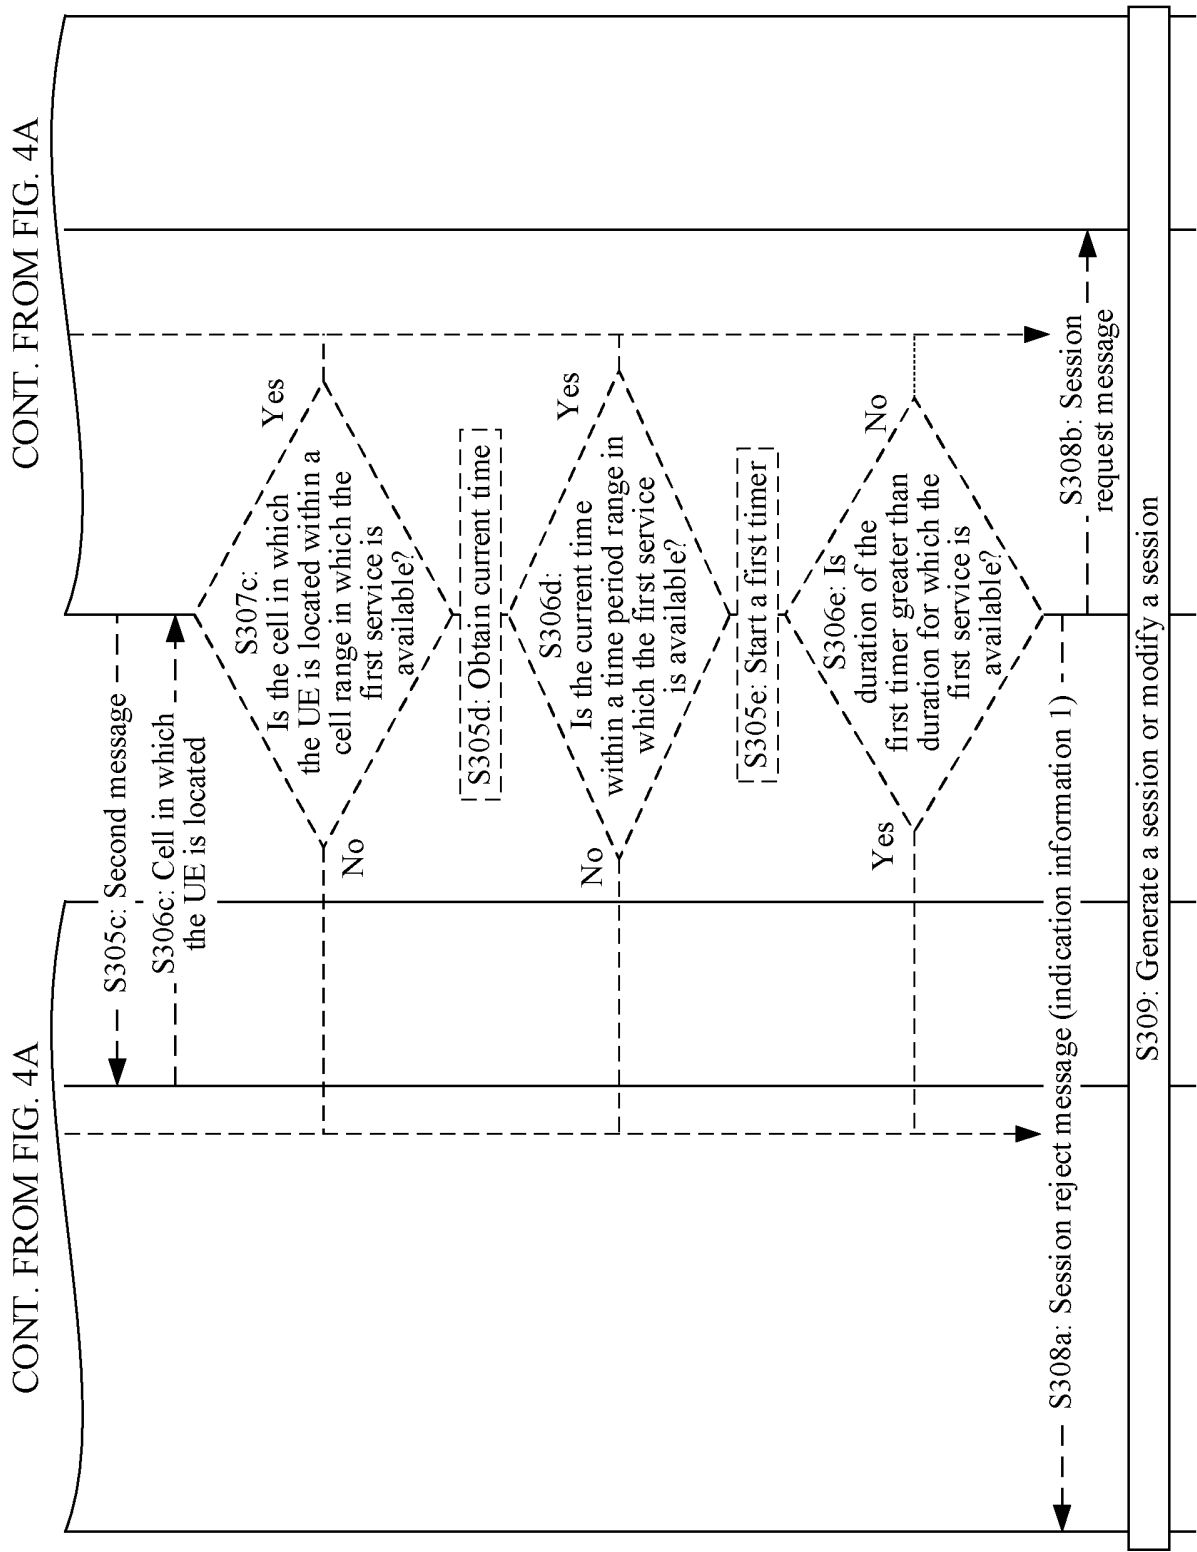 CONT. FROM FIG. 4A
CONT. FROM FIG. 4A
S305c: Second message
S306c: Cell in which
the UE is located
S307c:
Is the cell in which
the UE is located within a
cell range in which the
first service is
available?
No
Yes
S305d: Obtain current time
S306d:
Is the current time
within a time period range in
which the first service
is available?
No
Yes
S305e: Start a first timer
S306e: Is
duration of the
first timer greater than
duration for which the
first service is
available?
Yes
No
S308a: Session reject message (indication information 1)
S308b: Session
request message
S309: Generate a session or modify a session